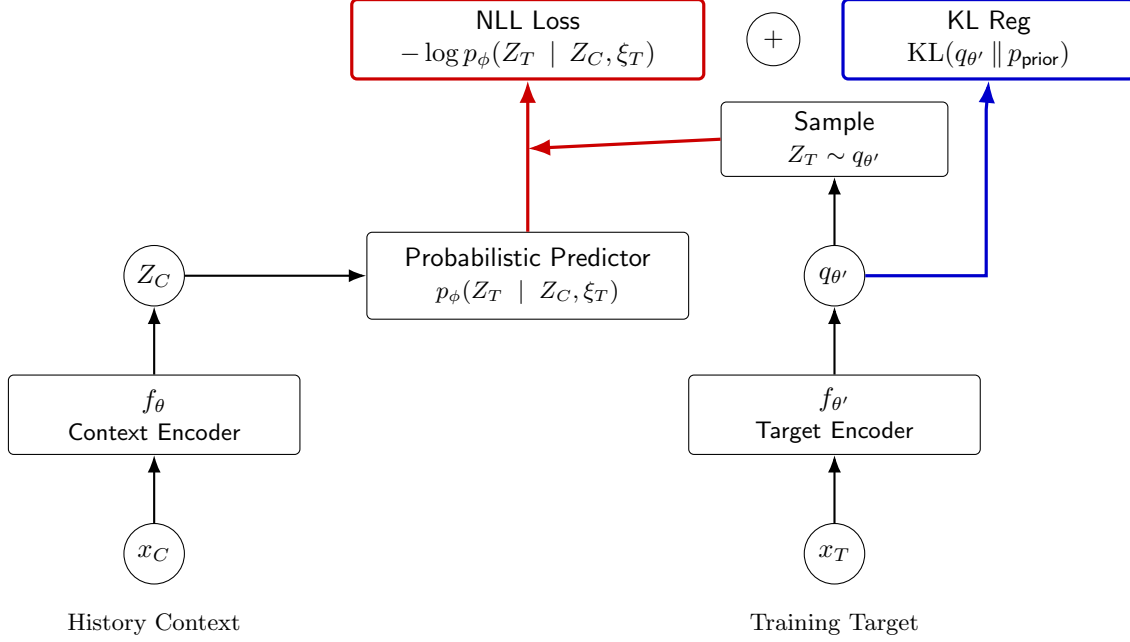 NLL Loss
− log p_ϕ(Z_T | Z_C, ξ_T)
+
KL Reg
KL(q_θ′ ∥ p_prior)
Sample
Z_T ∼ q_θ′
Z_C
Probabilistic Predictor
p_ϕ(Z_T | Z_C, ξ_T)
q_θ′
f_θ
Context Encoder
f_θ′
Target Encoder
x_C
x_T
History Context
Training Target